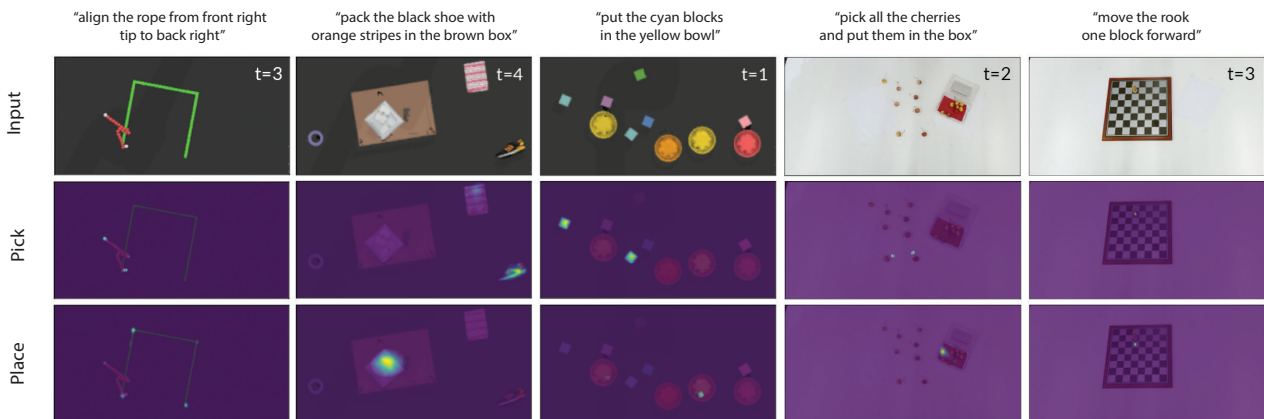 “align the rope from front right
tip to back right”
“pack the black shoe with
orange stripes in the brown box”
“put the cyan blocks
in the yellow bowl”
“pick all the cherries
and put them in the box”
“move the rook
one block forward”
Input
t=3
t=4
t=1
t=2
t=3
Pick
Place